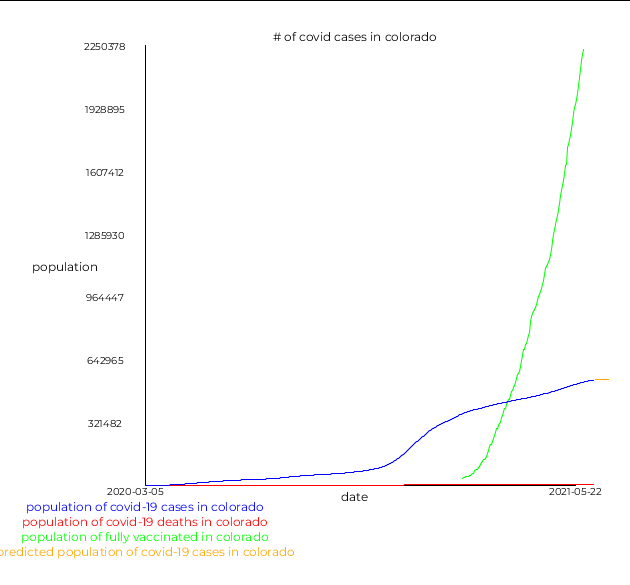 # of covid cases in colorado
2250378
1928895
1607412
1285930
population
964447
642965
321482
2020-03-05
2021-05-22
date
population of covid-19 cases in colorado
population of covid-19 deaths in colorado
population of fully vaccinated in colorado
predicted population of covid-19 cases in colorado